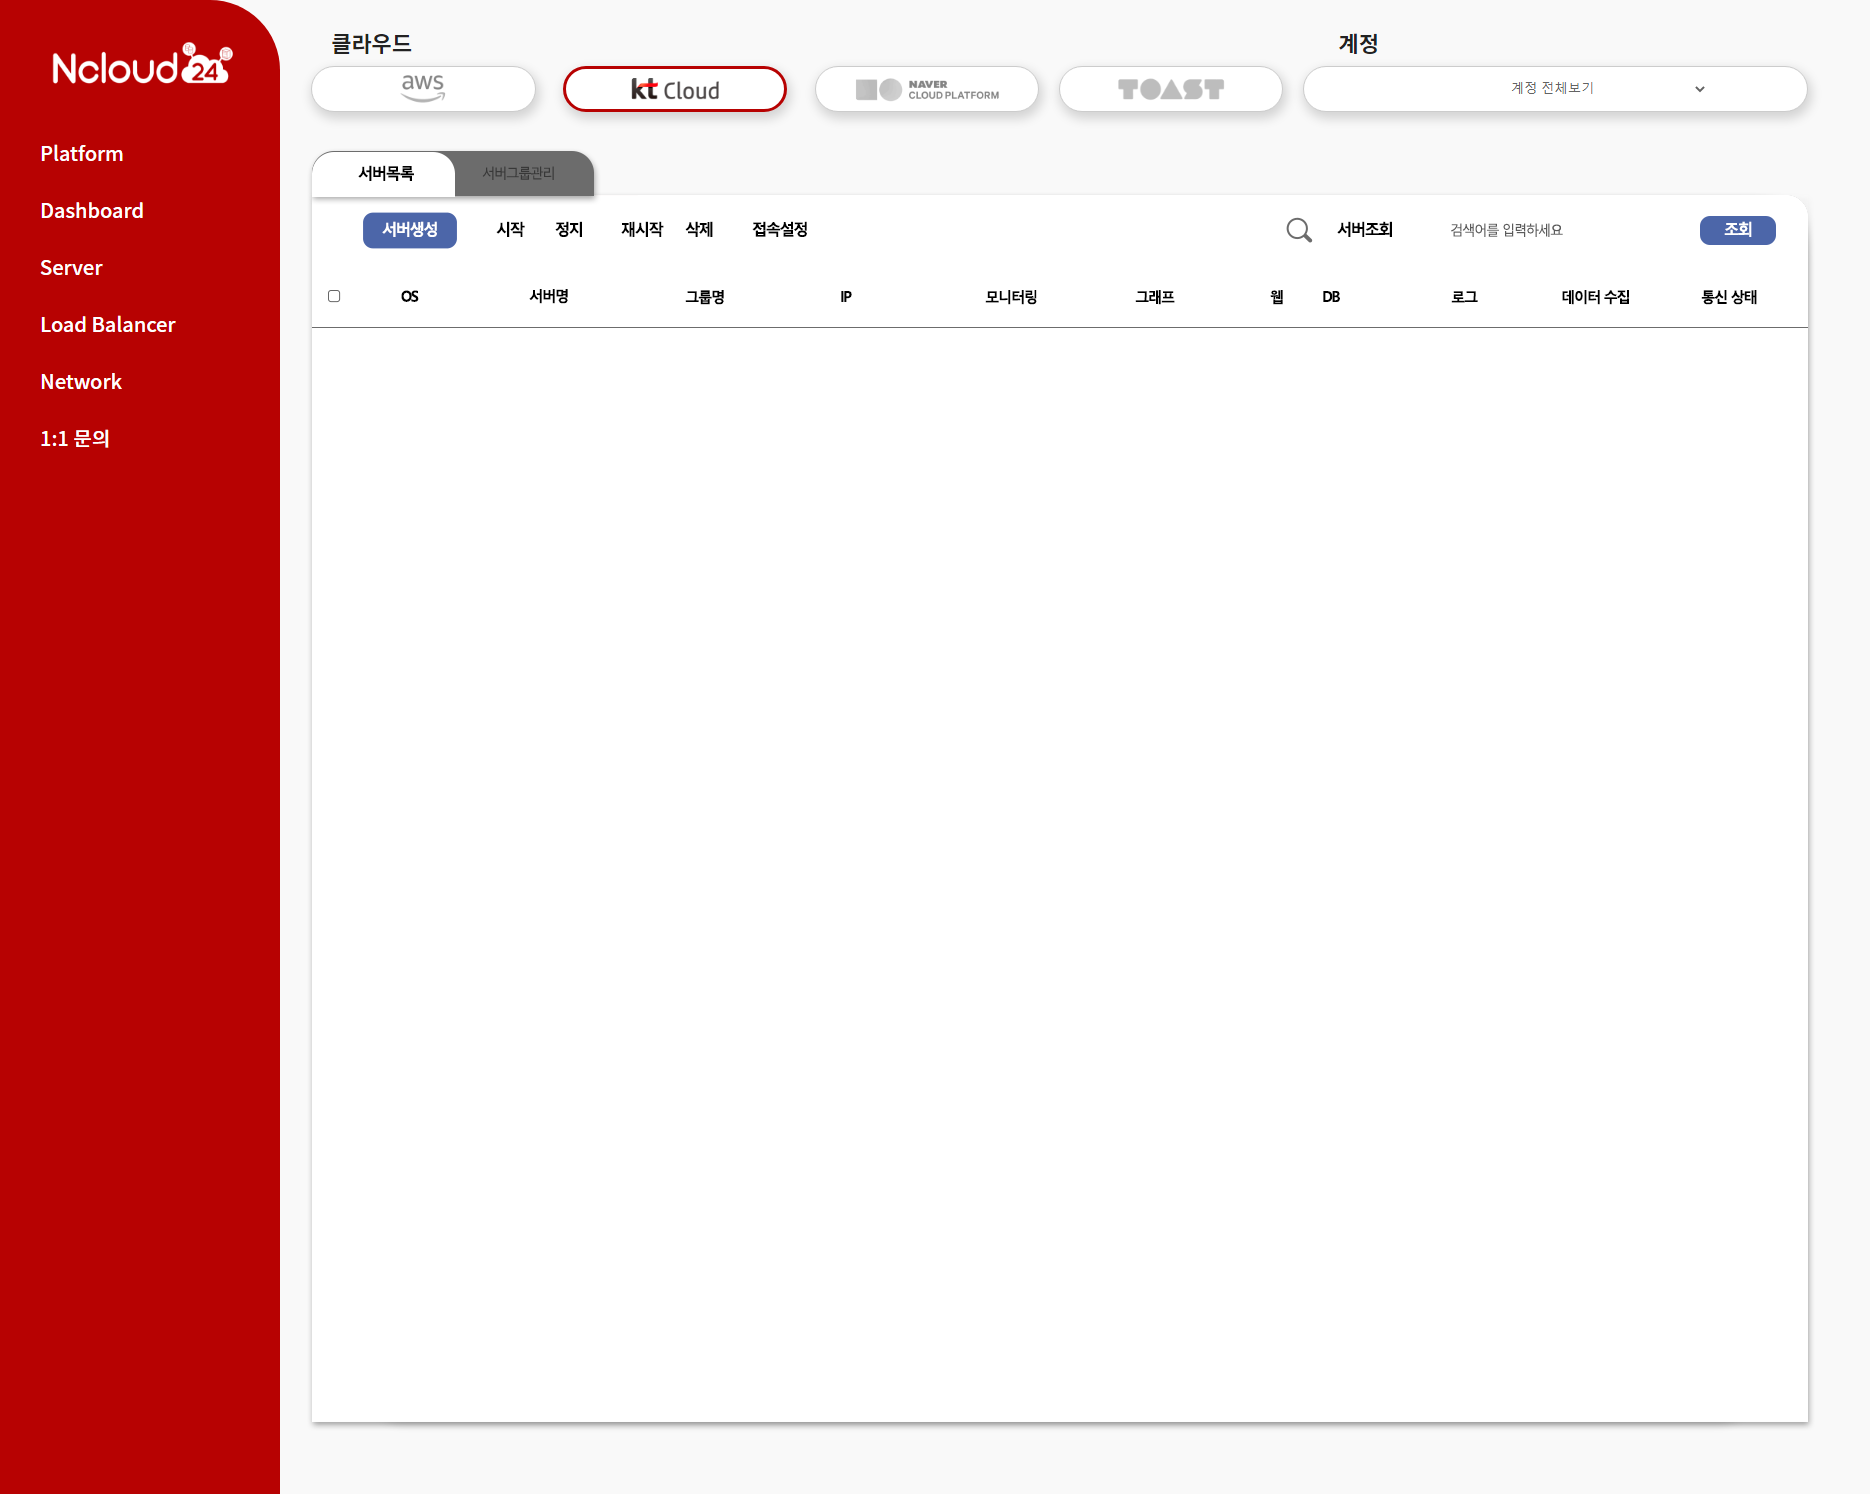 Ncloud24
Platform
Dashboard
Server
Load Balancer
Network
1:1 문의
클라우드
계정
aws
kt Cloud
NAVER
CLOUD PLATFORM
TOAST
계정 전체보기
서버목록
서버그룹관리
서버생성
시작
정지
재시작
삭제
접속설정
서버조회
검색어를 입력하세요
조회
OS
서버명
그룹명
IP
모니터링
그래프
웹
DB
로그
데이터 수집
통신 상태